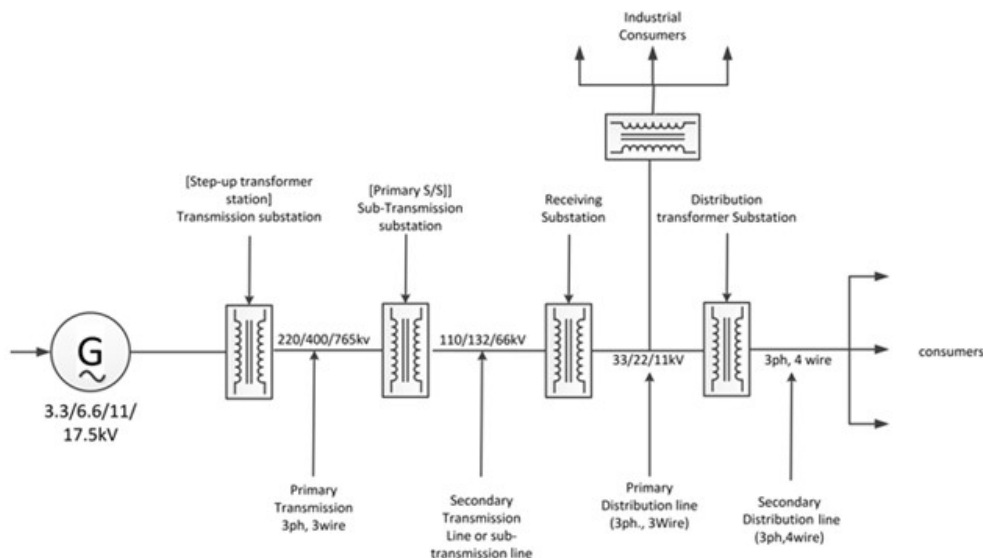 Industrial
Consumers
[Step-up transformer
station]
Transmission substation
[Primary S/S]]
Sub-Transmission
substation
Receiving
Substation
Distribution
transformer Substation
G
3.3/6.6/11/
17.5kV
220/400/765kv
110/132/66kV
33/22/11kV
3ph, 4 wire
consumers
Primary
Transmission
3ph, 3wire
Secondary
Transmission
Line or sub-
transmission line
Primary
Distribution line
(3ph., 3Wire)
Secondary
Distribution line
(3ph,4wire)